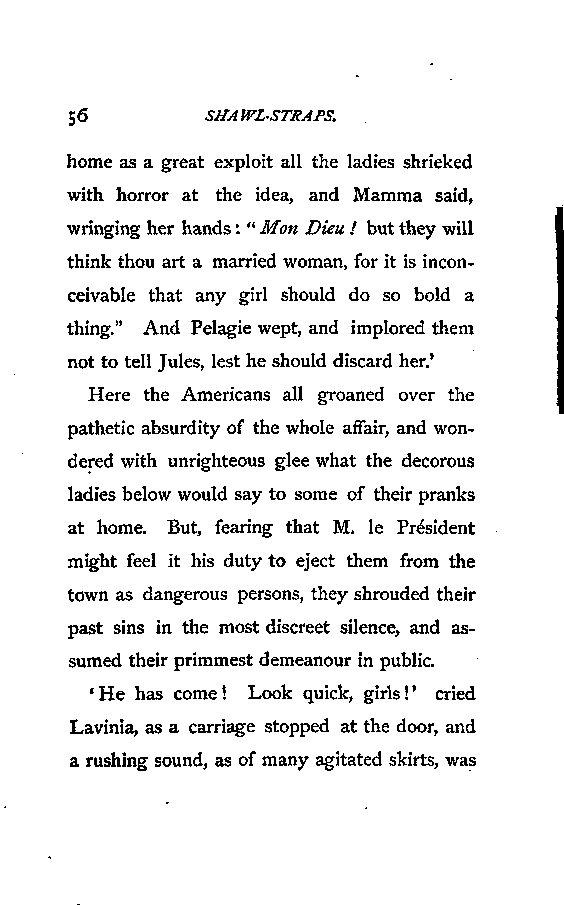 56 SHAWL-STRAPS.
home as a great exploit all the ladies shrieked
with horror at the idea, and Mamma said,
wringing her hands: “Mon Dieu! but they will
think thou art a married woman, for it is incon-
ceivable that any girl should do so bold a
thing.” And Pelagie wept, and implored them
not to tell Jules, lest he should discard her.’
Here the Americans all groaned over the
pathetic absurdity of the whole affair, and won-
dered with unrighteous glee what the decorous
ladies below would say to some of their pranks
at home. But, fearing that M. le Président
might feel it his duty to eject them from the
town as dangerous persons, they shrouded their
past sins in the most discreet silence, and as-
sumed their primmest demeanour in public.
‘He has come! Look quick, girls!’ cried
Lavinia, as a carriage stopped at the door, and
a rushing sound, as of many agitated skirts, was